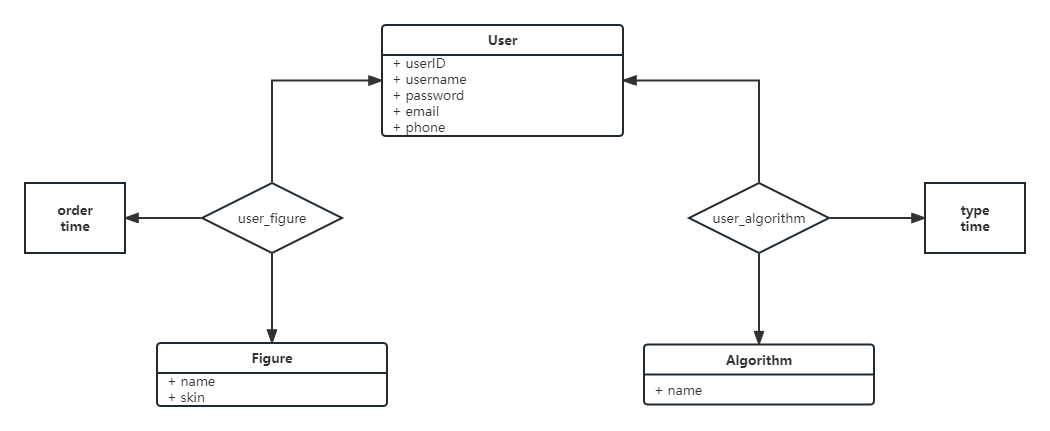 User
+ userID
+ username
+ password
+ email
+ phone
order
time
user_figure
user_algorithm
type
time
Figure
+ name
+ skin
Algorithm
+ name